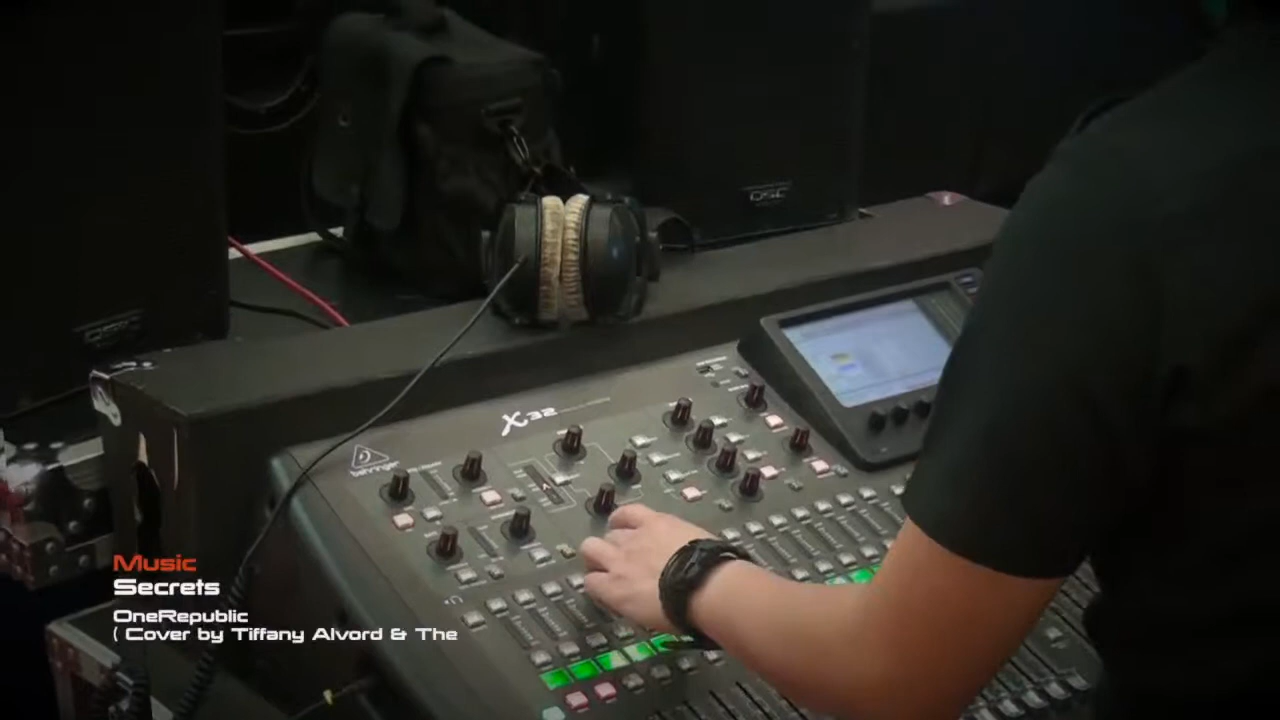 QSC
QSC
X32
behringer
Music
Secrets
OneRepublic
( Cover by Tiffany Alvord & The